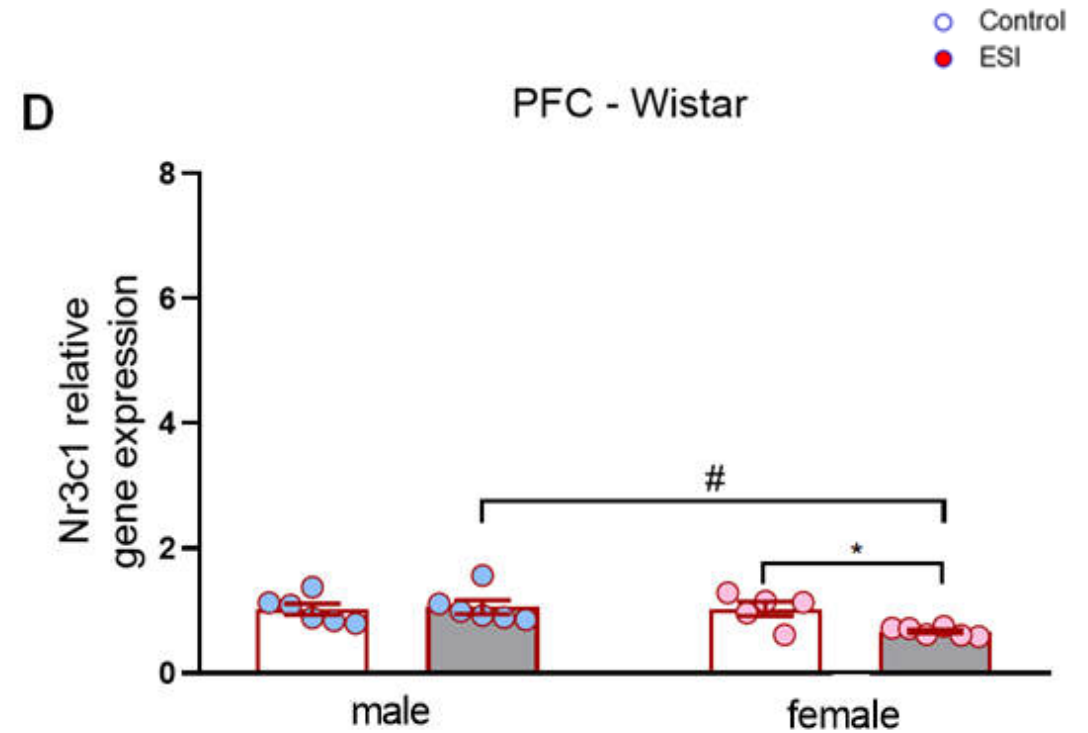 Control
ESI
D
PFC - Wistar
8
6
4
2
0
Nr3c1 relative
gene expression
#
*
male
female